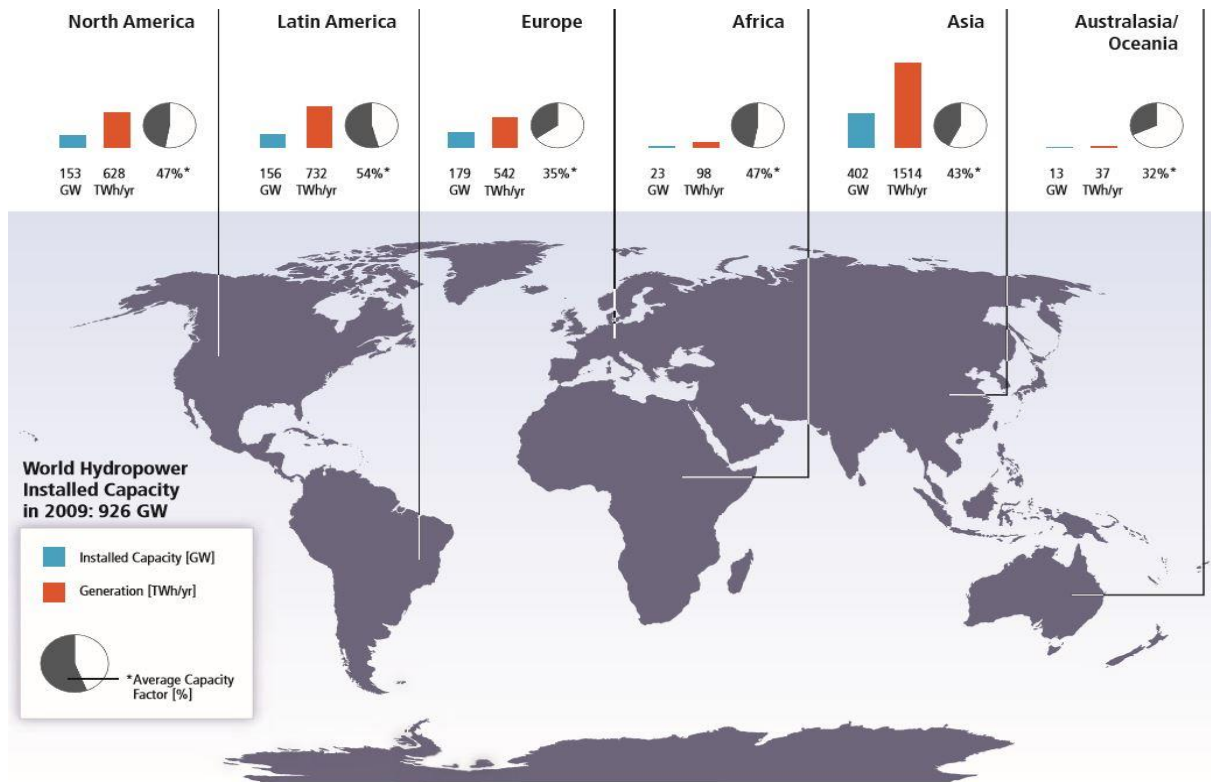 North America
153
GW
628
TWh/yr
47%*
Latin America
156
GW
732
TWh/yr
54%*
Europe
179
GW
542
TWh/yr
35%*
Africa
23
GW
98
TWh/yr
47%*
Asia
402
GW
1514
TWh/yr
43%*
Australasia/
Oceania
13
GW
37
TWh/yr
32%*
World Hydropower
Installed Capacity
in 2009: 926 GW
Installed Capacity [GW]
Generation [TWh/yr]
*Average Capacity
Factor [%]